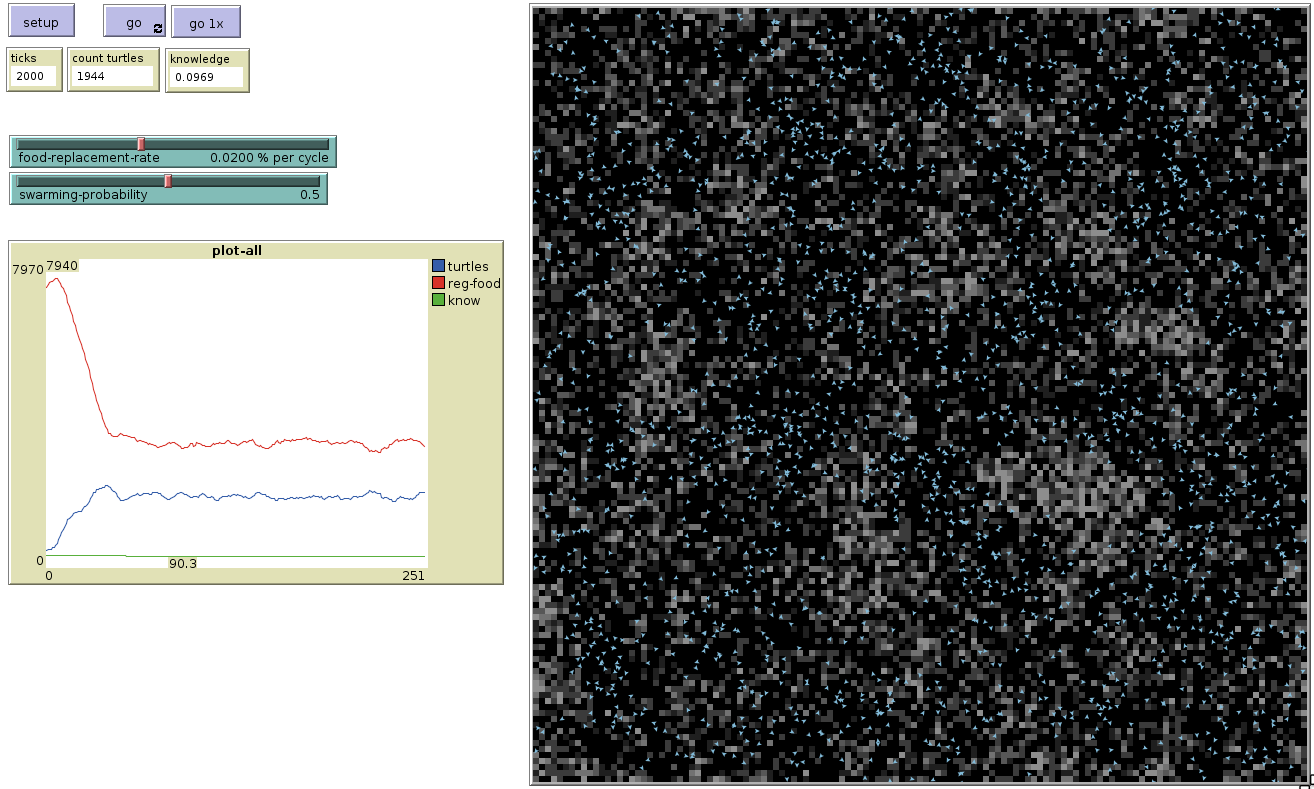 setup
go
go 1x
ticks
2000
count turtles
1944
knowledge
0.0969
food-replacement-rate 0.0200 % per cycle
swarming-probability 0.5
plot-all
7970
7940
turtles
reg-food
know
0
90.3
0
251